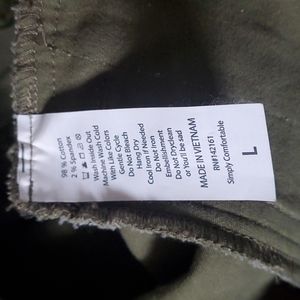 98 % Cotton
2 % Spandex
Wash Inside Out
Machine Wash Cold
With Like Colors
Gentle Cycle
Do Not Bleach
Hang Dry
Cool Iron If Needed
Do Not Iron
Embellishment
Do Not Dryclean
Or You'll be sad
MADE IN VIETNAM
RN#142161
Simply Comfortable
L